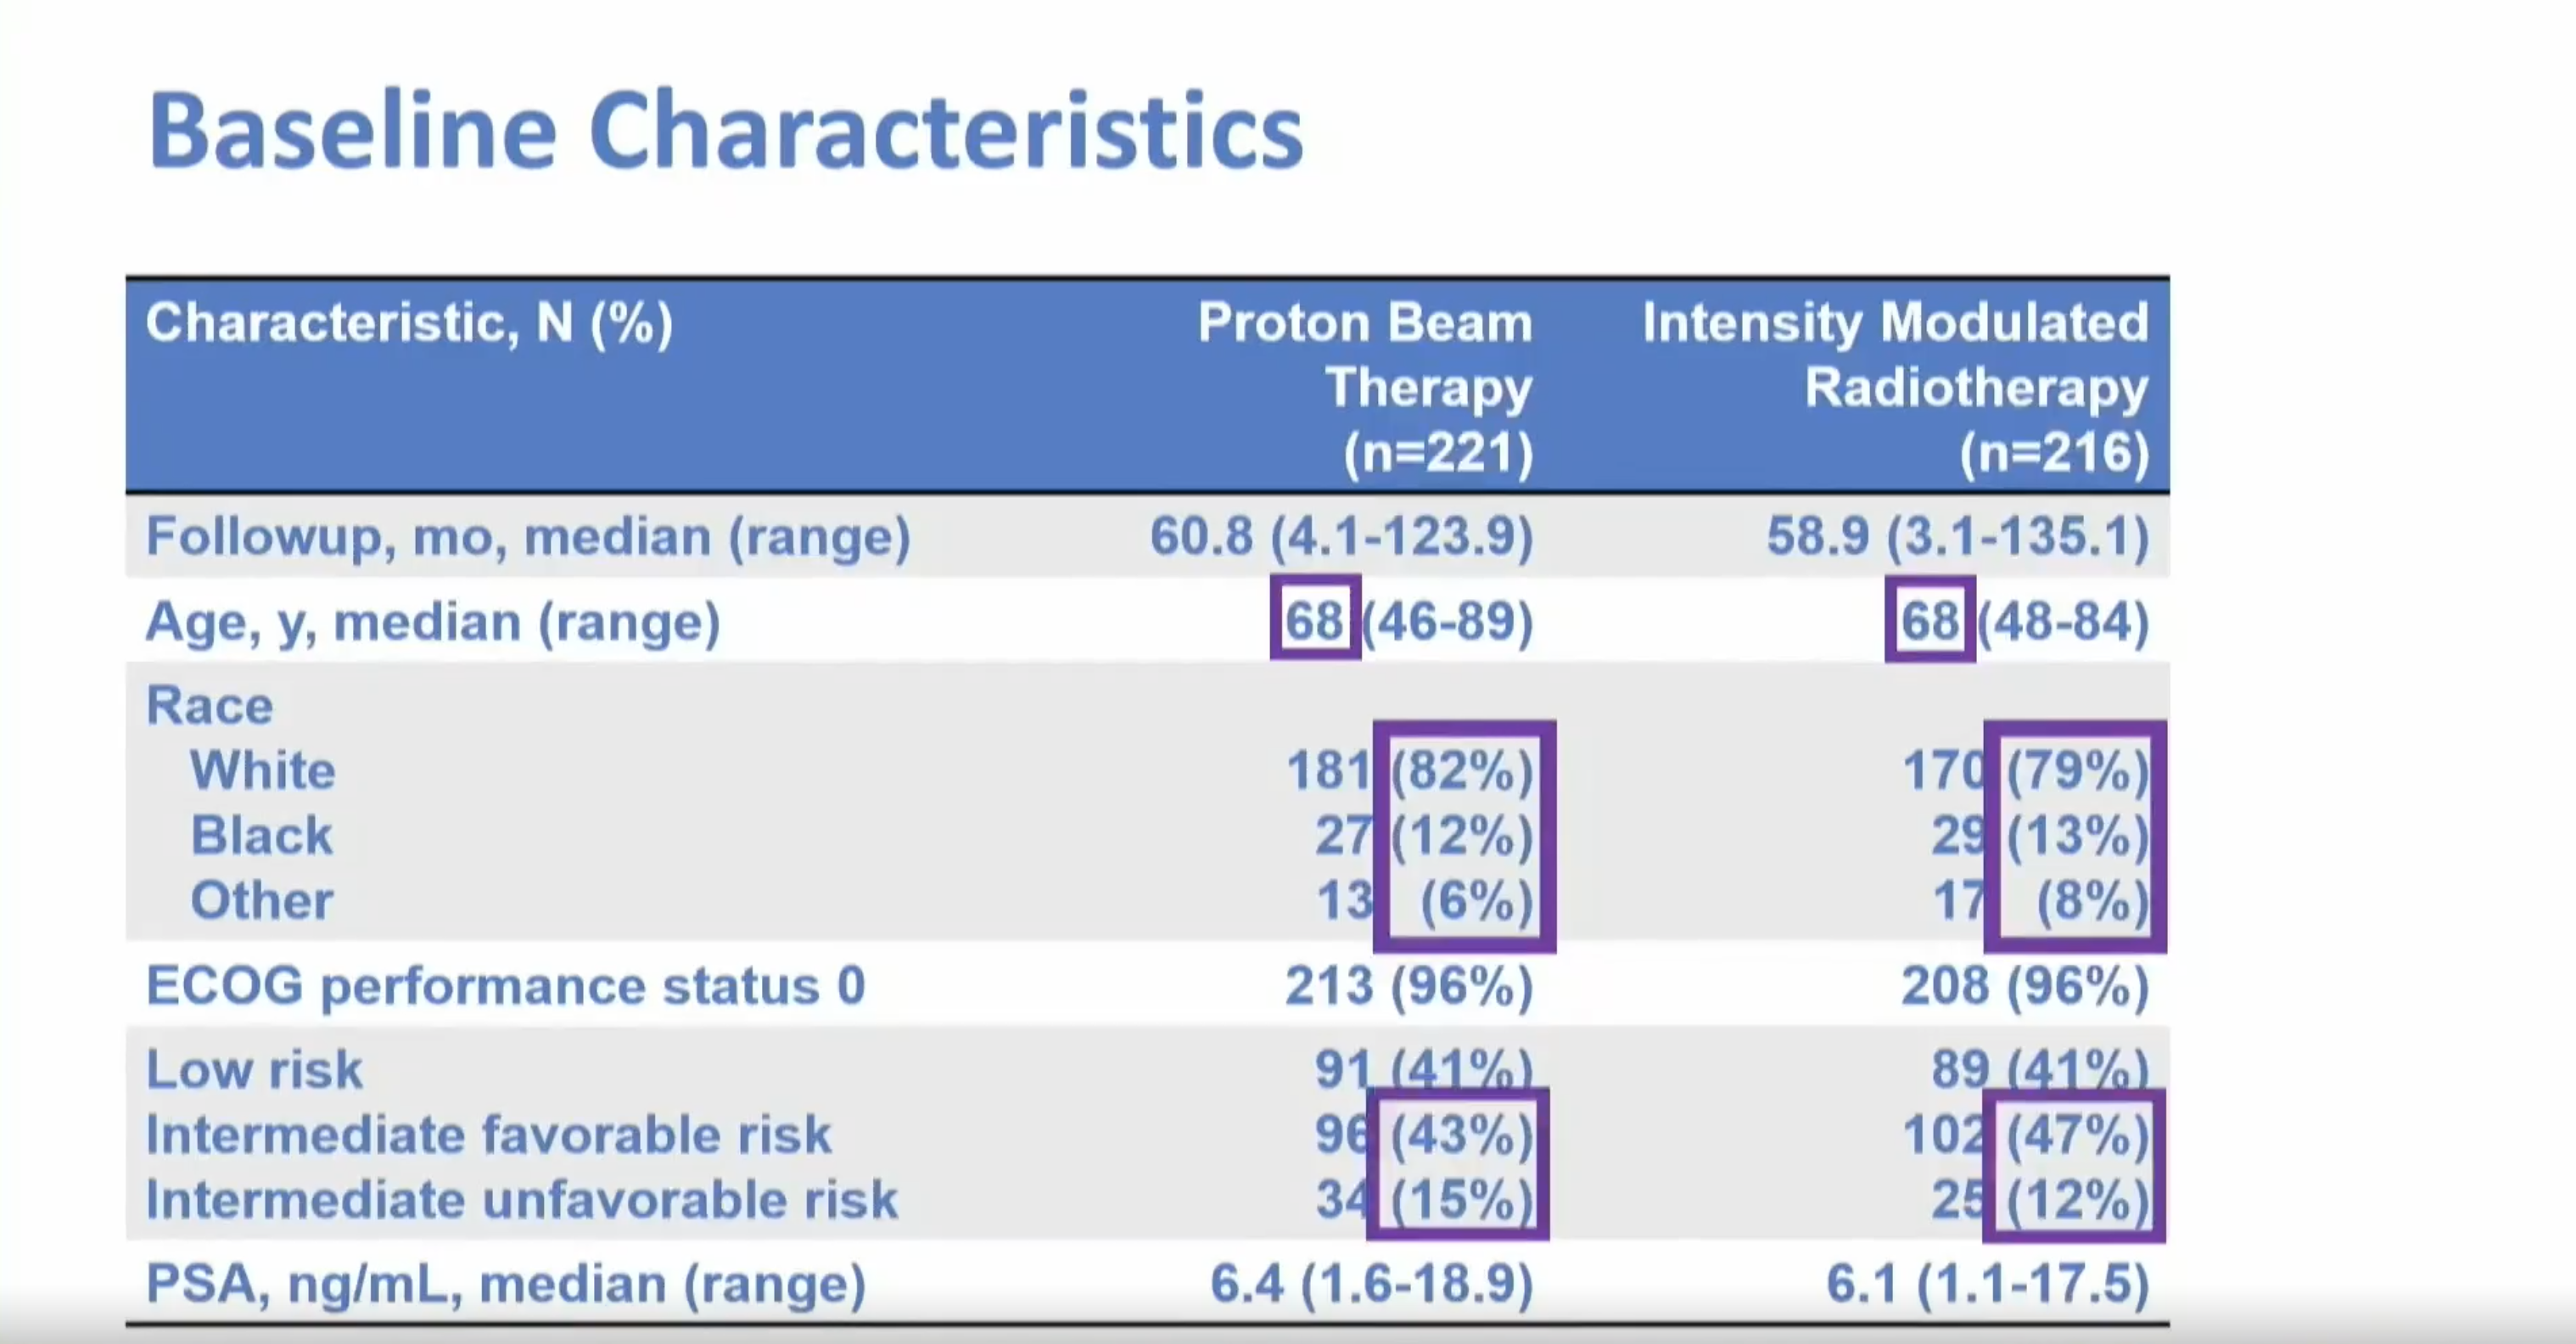 Baseline Characteristics
Characteristic, N (%) Proton Beam Therapy (n=221) Intensity Modulated Radiotherapy (n=216)
Followup, mo, median (range) 60.8 (4.1-123.9) 58.9 (3.1-135.1)
Age, y, median (range) 68 (46-89) 68 (48-84)
Race
White 181 (82%) 170 (79%)
Black 27 (12%) 29 (13%)
Other 13 (6%) 17 (8%)
ECOG performance status 0 213 (96%) 208 (96%)
Low risk 91 (41%) 89 (41%)
Intermediate favorable risk 96 (43%) 102 (47%)
Intermediate unfavorable risk 34 (15%) 25 (12%)
PSA, ng/mL, median (range) 6.4 (1.6-18.9) 6.1 (1.1-17.5)